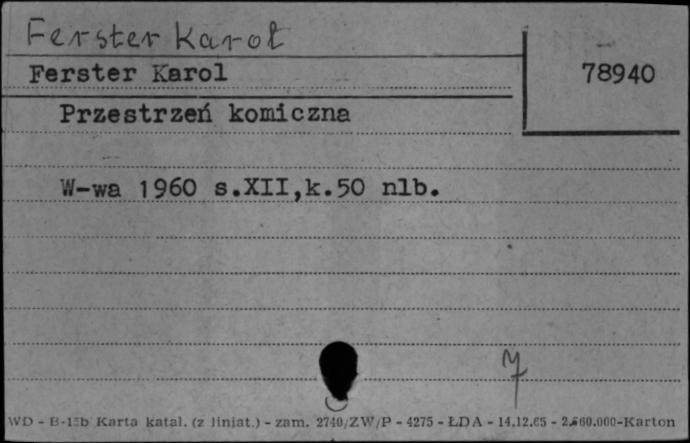 Ferster Karol
Ferster Karol
78940
Przestrzeń komiczna
W-wa 1960 s.XII,k.50 nlb.
WD - B-15b Karta katal. (z liniat.) - zam. 2740/ZW/P - 4275 - ŁDA - 14.12.65 - 2.560.000-Karton